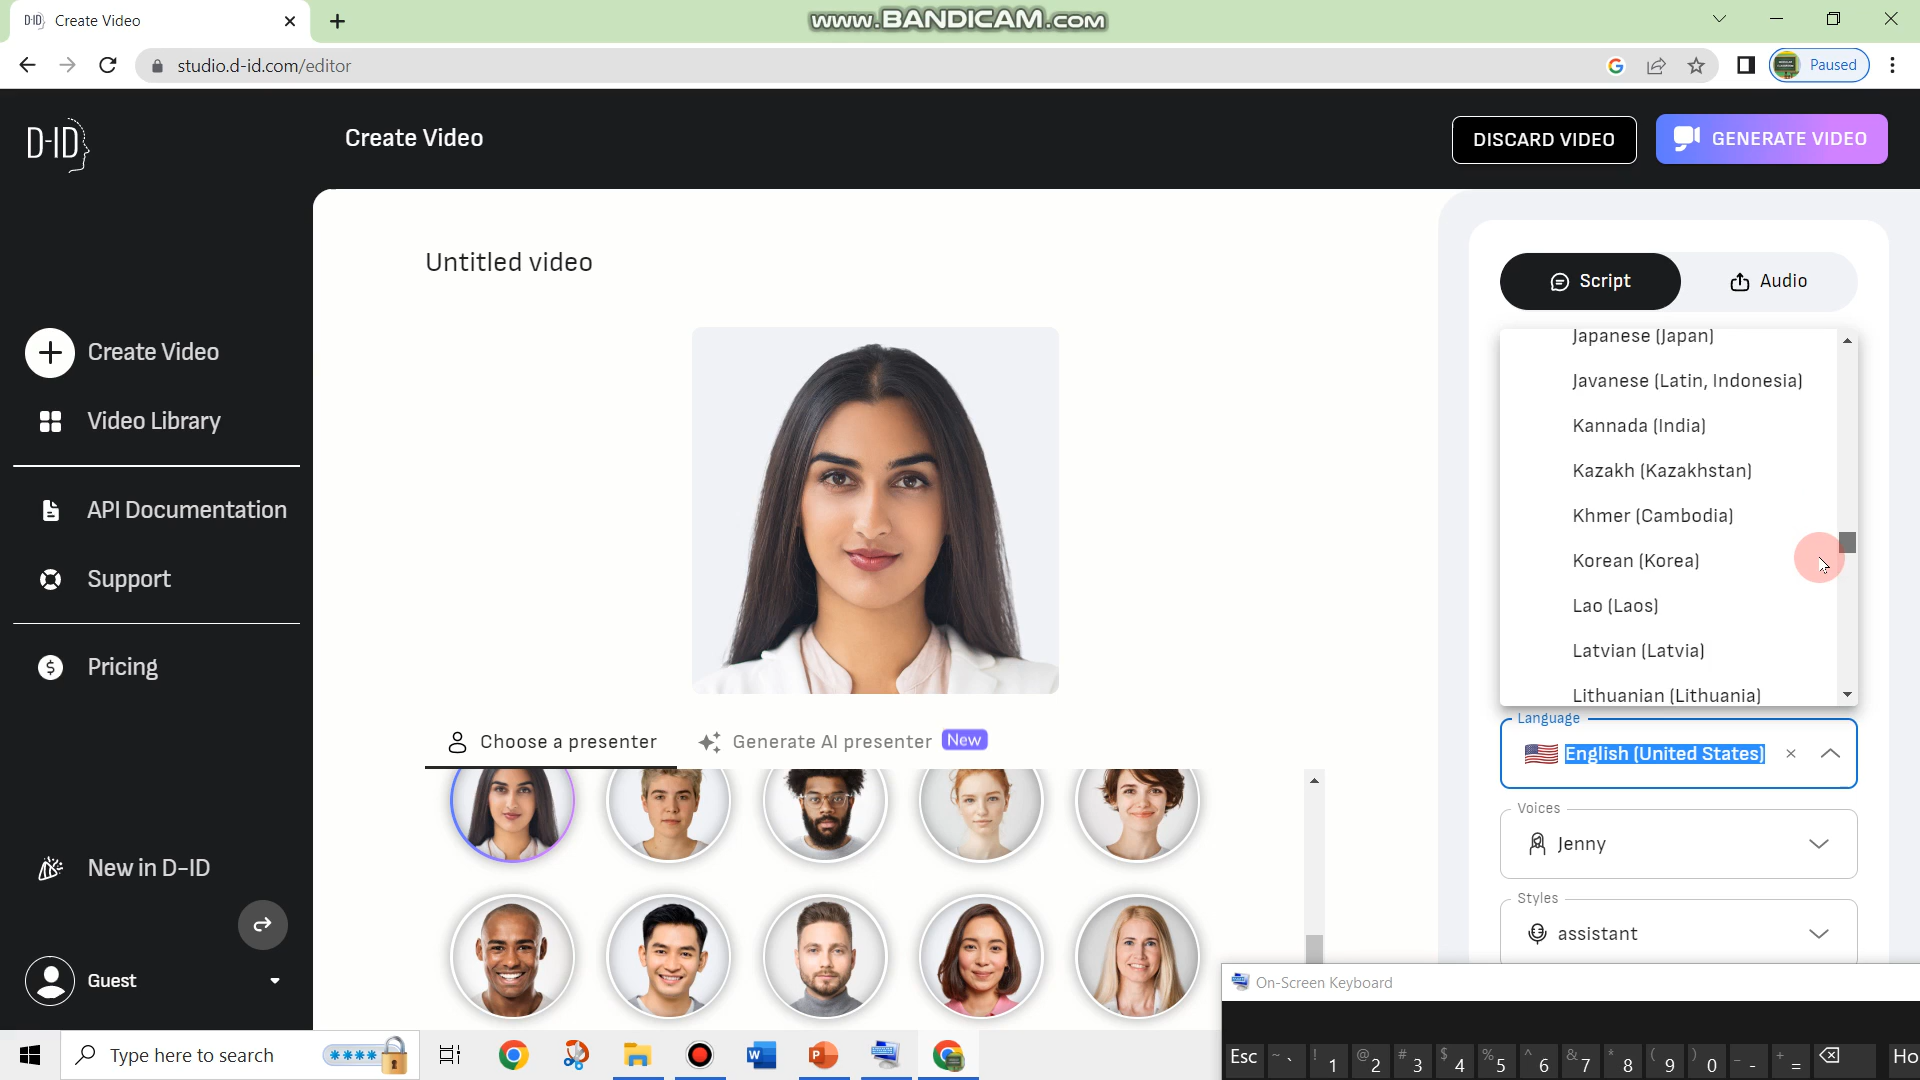 D-ID Create Video
www.BANDICAM.com
studio.d-id.com/editor
Paused
D-ID
Create Video
DISCARD VIDEO
GENERATE VIDEO
Create Video
Video Library
API Documentation
Support
$ Pricing
New in D-ID
Guest
Untitled video
Choose a presenter
Generate AI presenter New
Script
Audio
Japanese (Japan)
Javanese (Latin, Indonesia)
Kannada (India)
Kazakh (Kazakhstan)
Khmer (Cambodia)
Korean (Korea)
Lao (Laos)
Latvian (Latvia)
Lithuanian (Lithuania)
Language
English (United States)
Voices
Jenny
Styles
assistant
On-Screen Keyboard
Esc ~ ` ! 1 @ 2 # 3 $ 4 % 5 ^ 6 & 7 * 8 ( 9 ) 0 _ - + = Ho
Type here to search